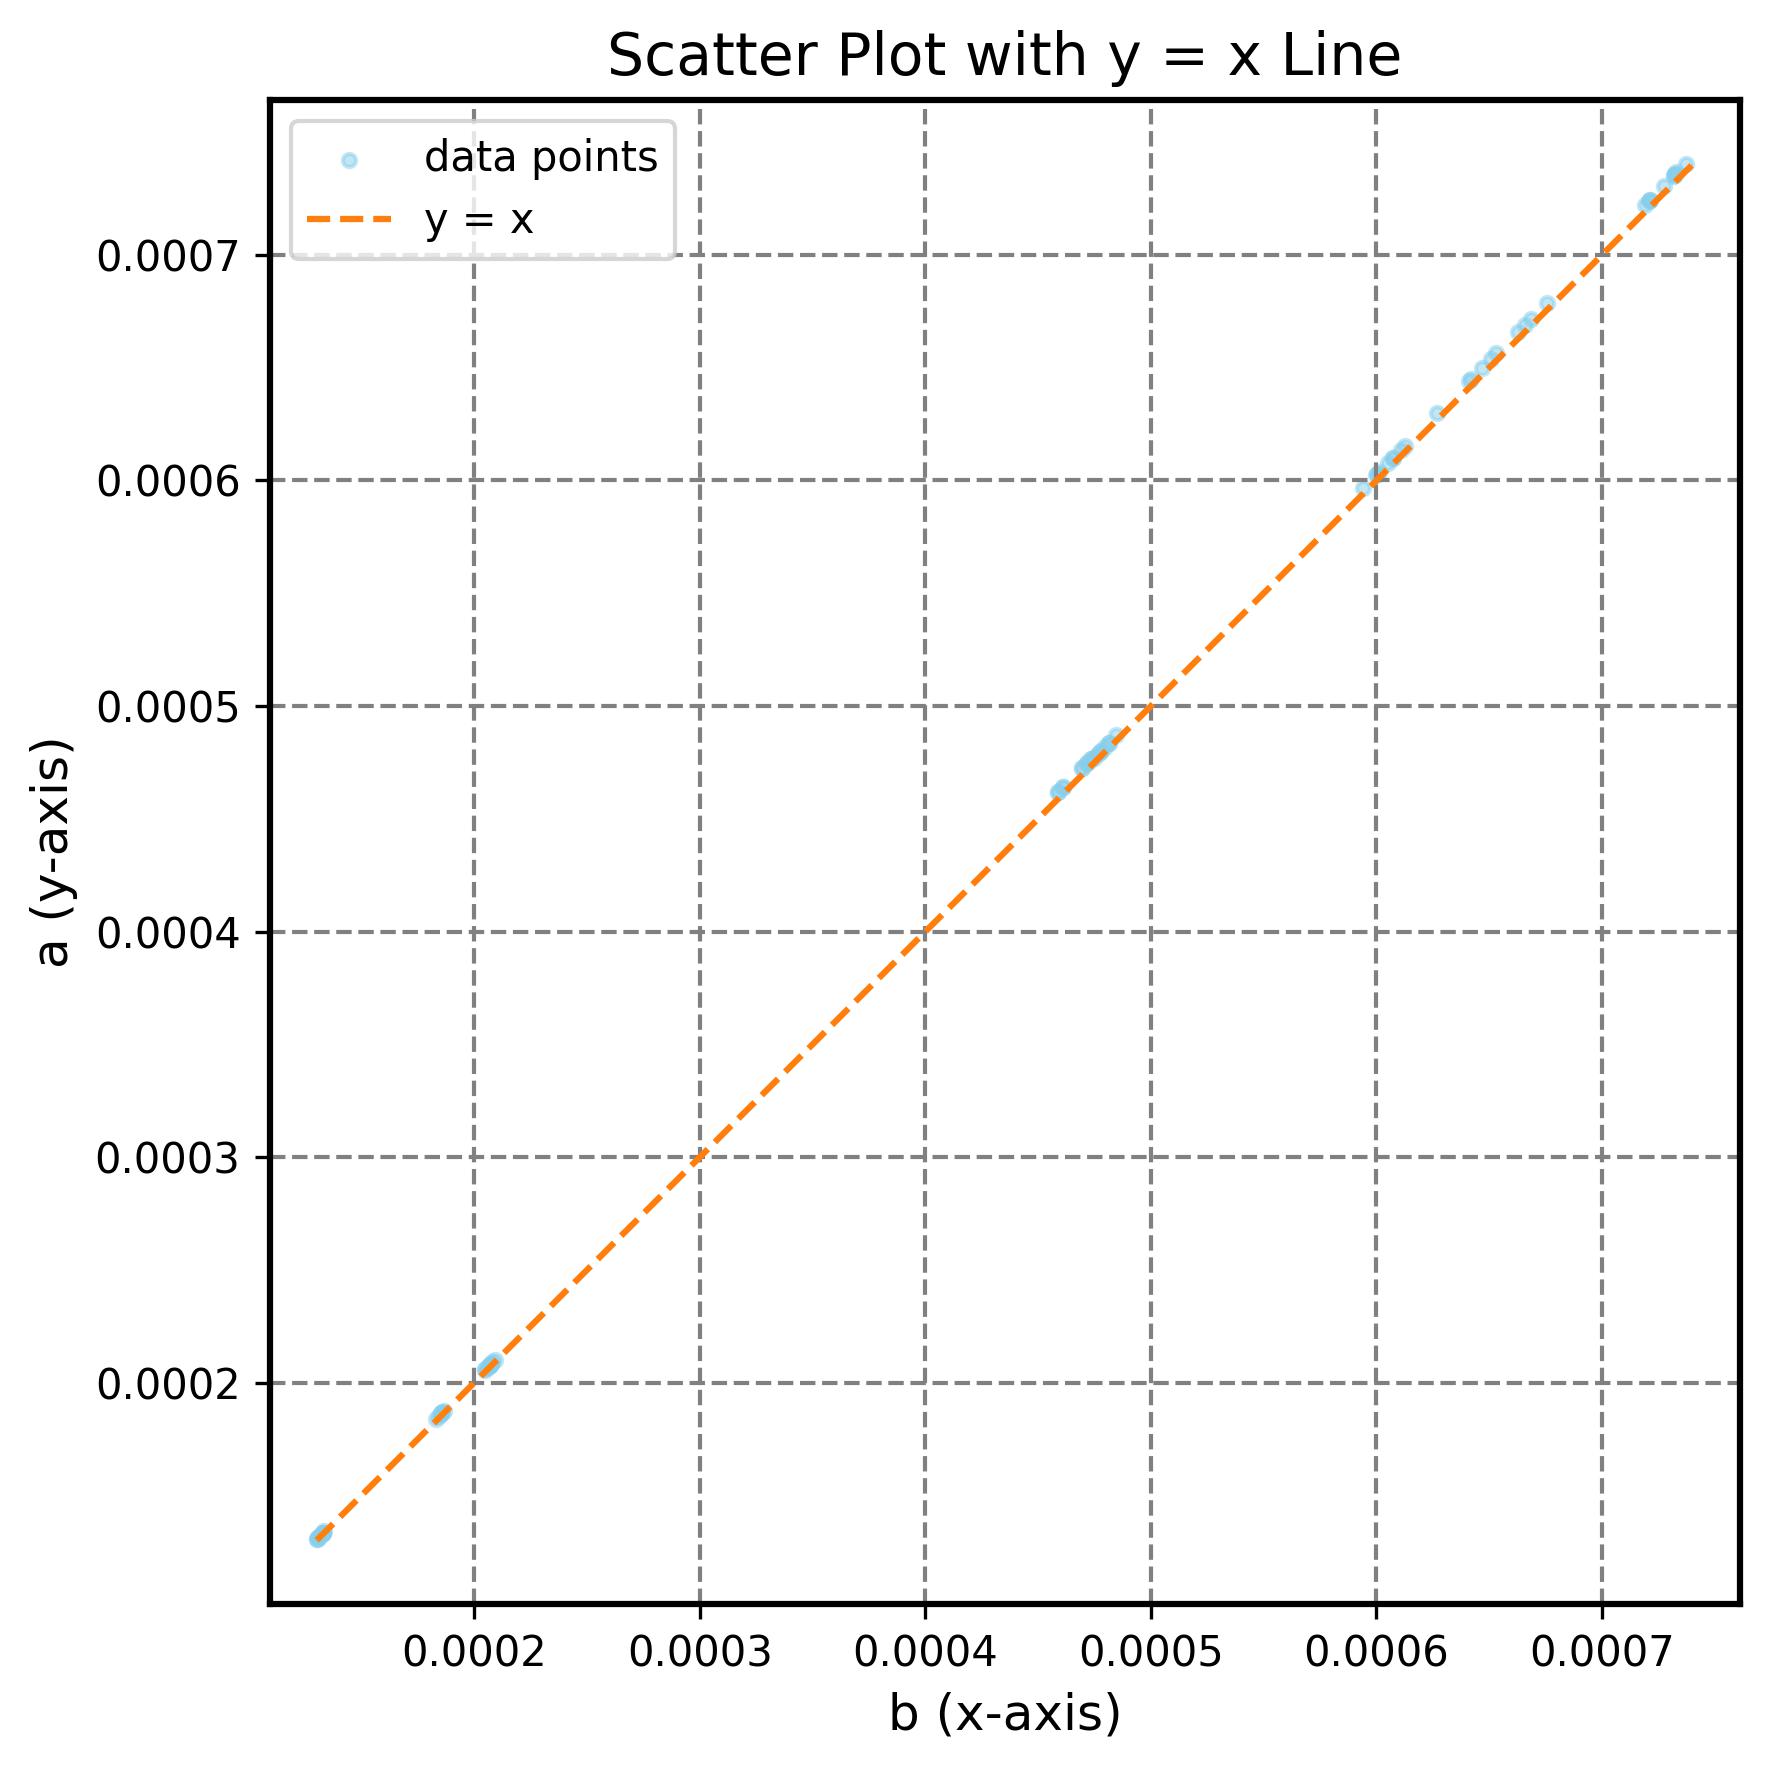 Scatter Plot with y = x Line
data points
y = x
0.0007
0.0006
0.0005
0.0004
0.0003
0.0002
a (y-axis)
0.0002 0.0003 0.0004 0.0005 0.0006 0.0007
b (x-axis)